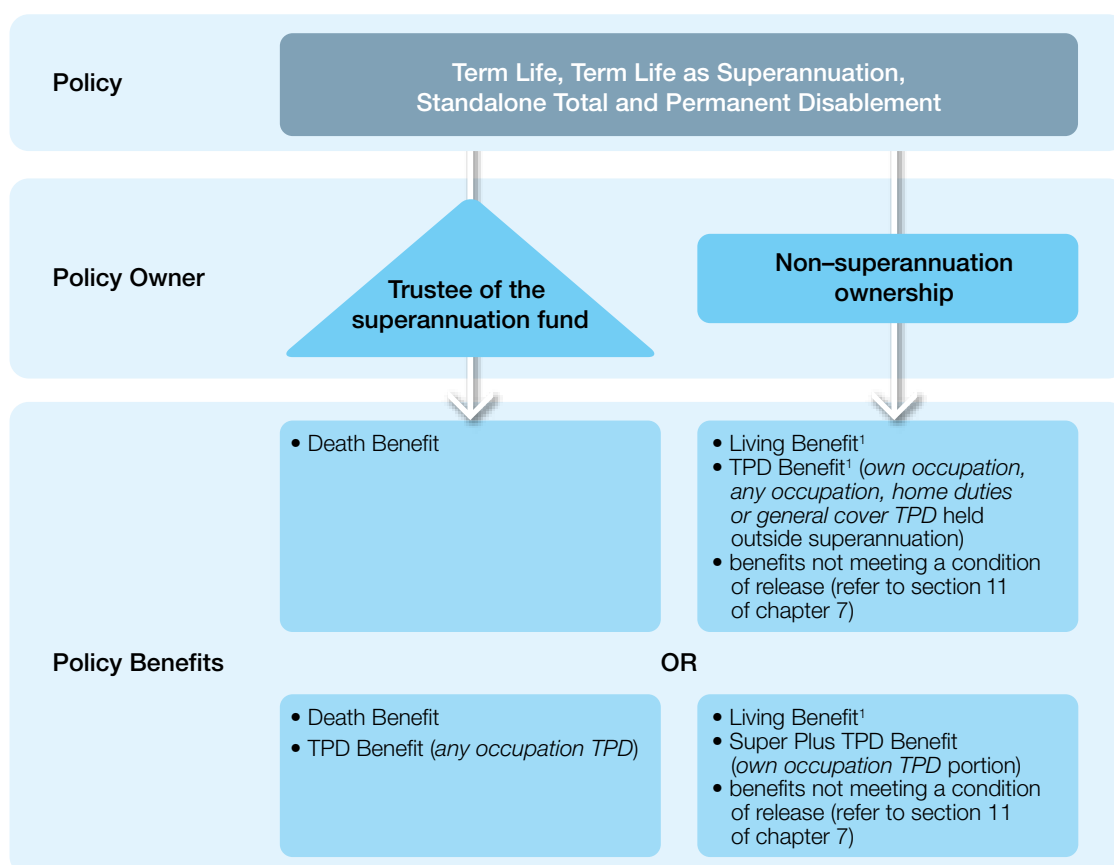 Policy
Term Life, Term Life as Superannuation,
Standalone Total and Permanent Disablement
Policy Owner
Trustee of the
superannuation fund
Non–superannuation
ownership
Policy Benefits
• Death Benefit
• Living Benefit¹
• TPD Benefit¹ (own occupation,
any occupation, home duties
or general cover TPD held
outside superannuation)
• benefits not meeting a condition
of release (refer to section 11
of chapter 7)
OR
• Death Benefit
• TPD Benefit (any occupation TPD)
• Living Benefit¹
• Super Plus TPD Benefit
(own occupation TPD portion)
• benefits not meeting a condition
of release (refer to section 11
of chapter 7)